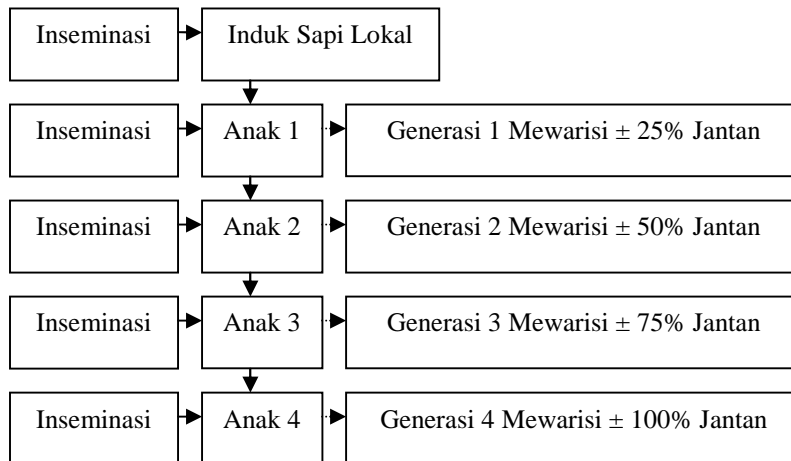 Inseminasi Induk Sapi Lokal
Inseminasi Anak 1 Generasi 1 Mewarisi ± 25% Jantan
Inseminasi Anak 2 Generasi 2 Mewarisi ± 50% Jantan
Inseminasi Anak 3 Generasi 3 Mewarisi ± 75% Jantan
Inseminasi Anak 4 Generasi 4 Mewarisi ± 100% Jantan